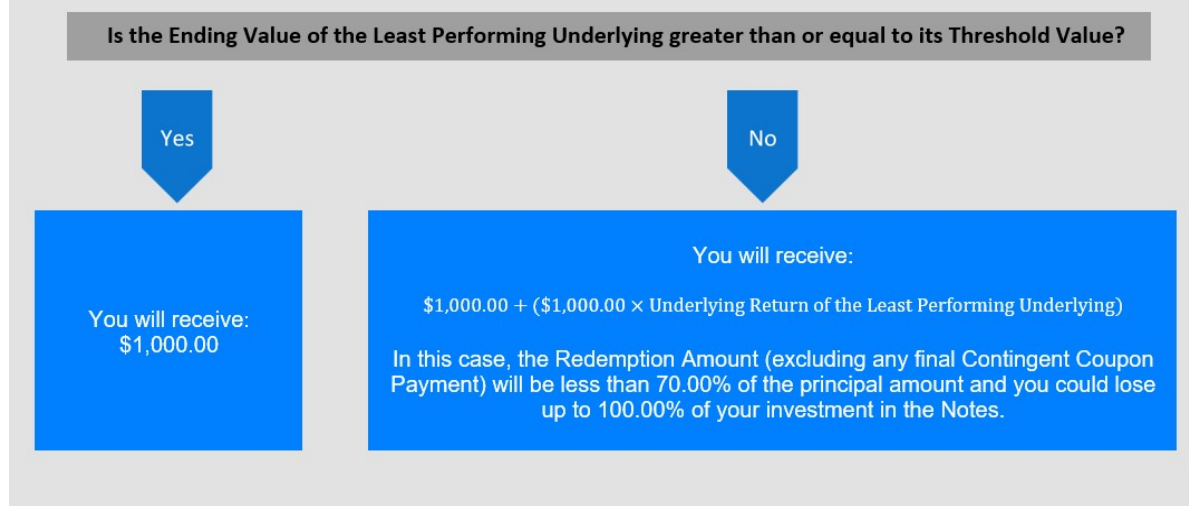 Is the Ending Value of the Least Performing Underlying greater than or equal to its Threshold Value?
Yes
No
You will receive:
$1,000.00
You will receive:
$1,000.00 + ($1,000.00 × Underlying Return of the Least Performing Underlying)
In this case, the Redemption Amount (excluding any final Contingent Coupon
Payment) will be less than 70.00% of the principal amount and you could lose
up to 100.00% of your investment in the Notes.